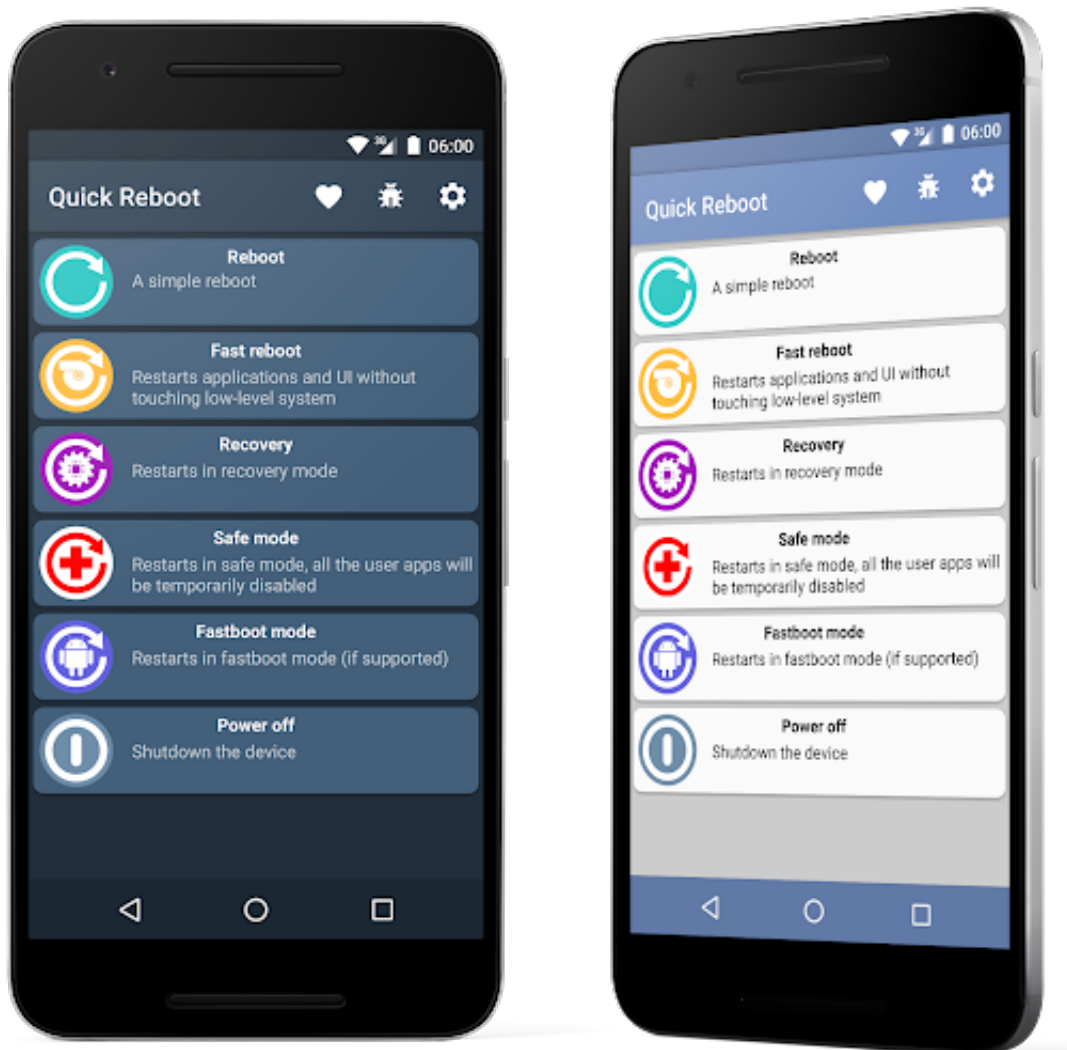 3G 06:00
Quick Reboot
Reboot
A simple reboot
Fast reboot
Restarts applications and UI without
touching low-level system
Recovery
Restarts in recovery mode
Safe mode
Restarts in safe mode, all the user apps will
be temporarily disabled
Fastboot mode
Restarts in fastboot mode (if supported)
Power off
Shutdown the device
3G 06:00
Quick Reboot
Reboot
A simple reboot
Fast reboot
Restarts applications and UI without
touching low-level system
Recovery
Restarts in recovery mode
Safe mode
Restarts in safe mode, all the user apps will
be temporarily disabled
Fastboot mode
Restarts in fastboot mode (if supported)
Power off
Shutdown the device